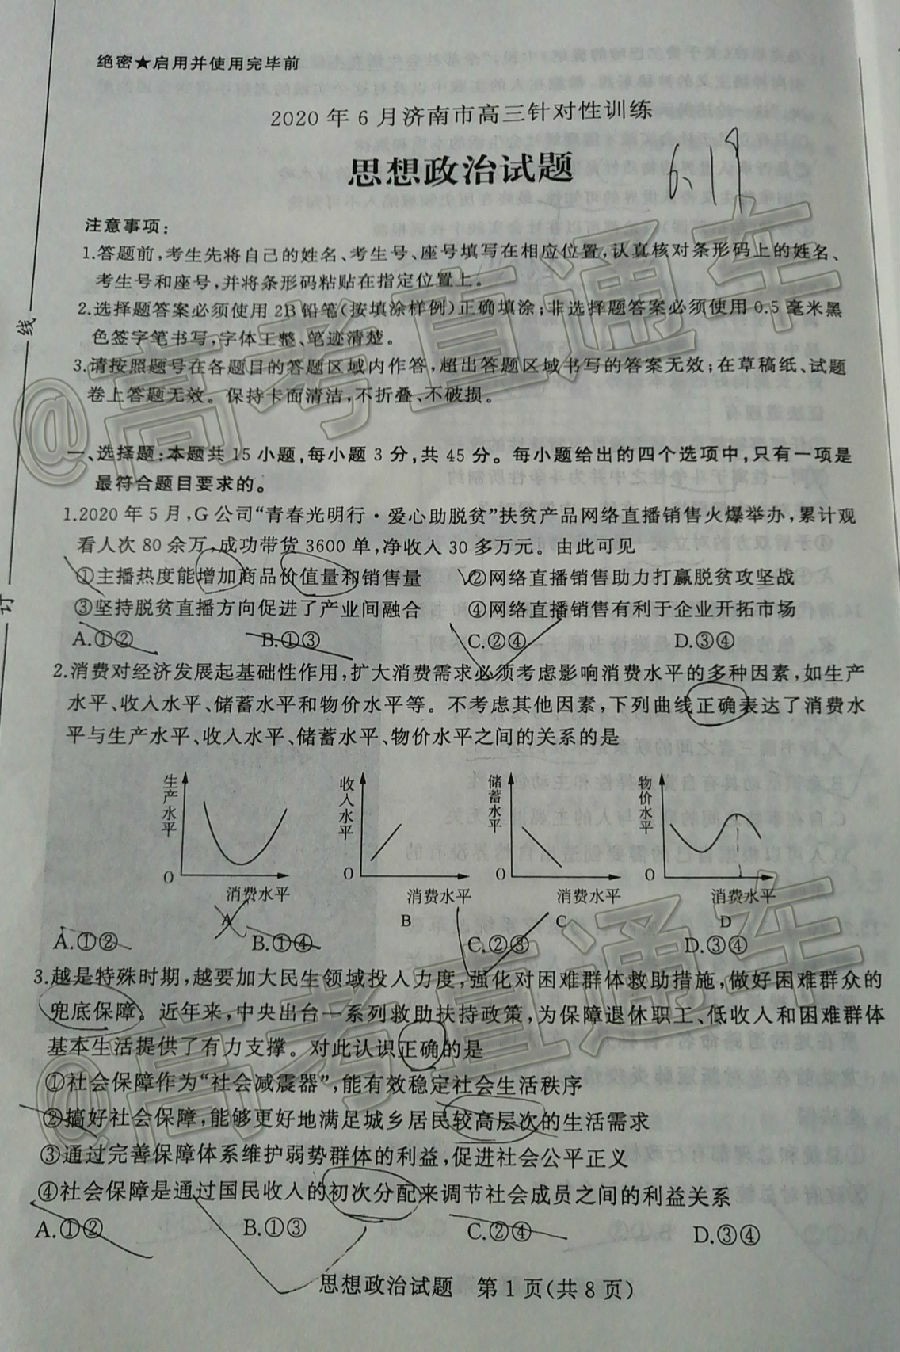 绝密★启用并使用完毕前
2020年6月济南市高三针对性训练
思想政治试题
6.19
注意事项:
1.答题前,考生先将自己的姓名、考生号、座号填写在相应位置,认真核对条形码上的姓名、
考生号和座号,并将条形码粘贴在指定位置上。
2.选择题答案必须使用2B铅笔(按填涂样例)正确填涂;非选择题答案必须使用0.5毫米黑
色签字笔书写,字体工整、笔迹清楚。
3.请按照题号在各题目的答题区域内作答,超出答题区域书写的答案无效;在草稿纸、试题
卷上答题无效。保持卡面清洁,不折叠、不破损。
线
订
@高考直通车
一、选择题:本题共15小题,每小题3分,共45分。每小题给出的四个选项中,只有一项是
最符合题目要求的。
1.2020年5月,G公司“青春光明行·爱心助脱贫”扶贫产品网络直播销售火爆举办,累计观
看人次80余万,成功带货3600单,净收入30多万元。由此可见
①主播热度能增加商品价值量和销售量 ②网络直播销售助力打赢脱贫攻坚战
③坚持脱贫直播方向促进了产业间融合 ④网络直播销售有利于企业开拓市场
A.①② B.①③ C.②④ D.③④
2.消费对经济发展起基础性作用,扩大消费需求必须考虑影响消费水平的多种因素,如生产
水平、收入水平、储蓄水平和物价水平等。不考虑其他因素,下列曲线正确表达了消费水
平与生产水平、收入水平、储蓄水平、物价水平之间的关系的是
生产水平 收入水平 储蓄水平 物价水平
O O O O
消费水平 消费水平 消费水平 消费水平
A B C D
A.①② B.①④ C.②③ D.③④
3.越是特殊时期,越要加大民生领域投入力度,强化对困难群体救助措施,做好困难群众的
兜底保障。近年来,中央出台一系列救助扶持政策,为保障退休职工、低收人和困难群体
基本生活提供了有力支撑。对此认识正确的是
①社会保障作为“社会减震器”,能有效稳定社会生活秩序
②搞好社会保障,能够更好地满足城乡居民较高层次的生活需求
③通过完善保障体系维护弱势群体的利益,促进社会公平正义
④社会保障是通过国民收人的初次分配来调节社会成员之间的利益关系
A.①② B.①③ C.②④ D.③④
@高考直通车
思想政治试题 第1页(共8页)